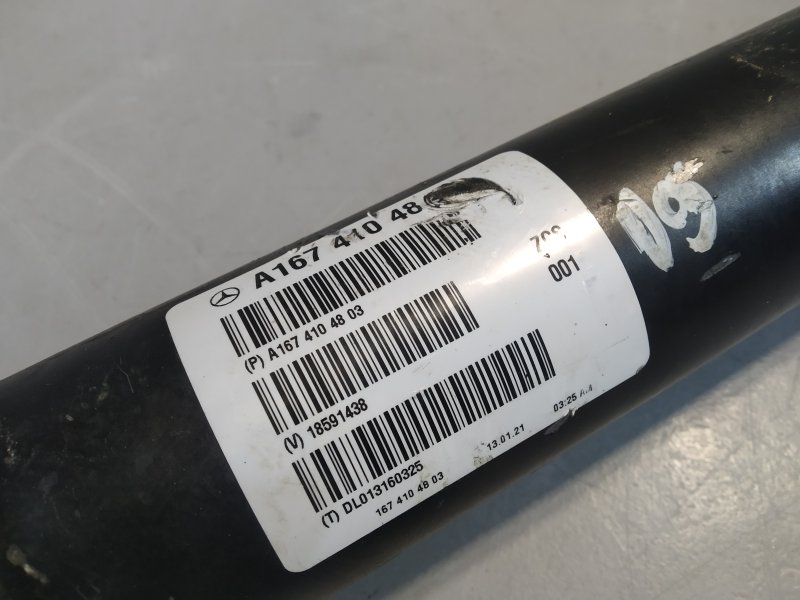 A167 410 48
001
(P) A167 410 48 03
(V) 18591438
(T) DL013160325
167 410 48 03
13.01.21
03:25 AM